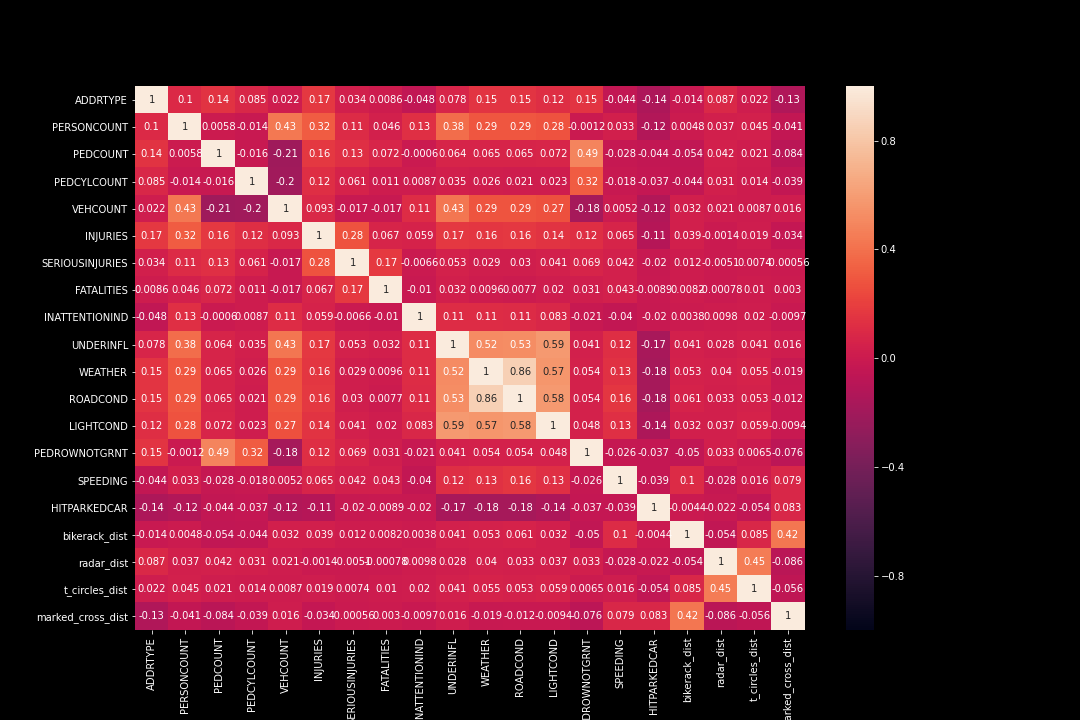 ADDRTYPE 1 0.1 0.14 0.085 0.022 0.17 0.034 0.0086 -0.048 0.078 0.15 0.15 0.12 0.15 -0.044 -0.14 -0.014 0.087 0.022 -0.13
PERSONCOUNT 0.1 1 0.0058 -0.014 0.43 0.32 0.11 0.046 0.13 0.38 0.29 0.29 0.28 -0.0012 0.033 -0.12 0.0048 0.037 0.045 -0.041
PEDCOUNT 0.14 0.0058 1 -0.016 -0.21 0.16 0.13 0.072 -0.0006 0.064 0.065 0.065 0.072 0.49 -0.028 -0.044 -0.054 0.042 0.021 -0.084
PEDCYLCOUNT 0.085 -0.014 -0.016 1 -0.2 0.12 0.061 0.011 0.0087 0.035 0.026 0.021 0.023 0.32 -0.018 -0.037 -0.044 0.031 0.014 -0.039
VEHCOUNT 0.022 0.43 -0.21 -0.2 1 0.093 -0.017 -0.017 0.11 0.43 0.29 0.29 0.27 -0.18 0.0052 -0.12 0.032 0.021 0.0087 0.016
INJURIES 0.17 0.32 0.16 0.12 0.093 1 0.28 0.067 0.059 0.17 0.16 0.16 0.14 0.12 0.065 -0.11 0.039 -0.0014 0.019 -0.034
SERIOUSINJURIES 0.034 0.11 0.13 0.061 -0.017 0.28 1 0.17 -0.0066 0.053 0.029 0.03 0.041 0.069 0.042 -0.02 0.012 -0.0051 0.0074 -0.00056
FATALITIES 0.0086 0.046 0.072 0.011 -0.017 0.067 0.17 1 -0.01 0.032 0.0096 0.0077 0.02 0.031 0.043 -0.0089 0.0082 -0.00078 0.01 0.003
INATTENTIONIND -0.048 0.13 -0.0006 0.0087 0.11 0.059 -0.0066 -0.01 1 0.11 0.11 0.11 0.083 -0.021 -0.04 -0.02 0.0038 0.0098 0.02 -0.0097
UNDERINFL 0.078 0.38 0.064 0.035 0.43 0.17 0.053 0.032 0.11 1 0.52 0.53 0.59 0.041 0.12 -0.17 0.041 0.028 0.041 0.016
WEATHER 0.15 0.29 0.065 0.026 0.29 0.16 0.029 0.0096 0.11 0.52 1 0.86 0.57 0.054 0.13 -0.18 0.053 0.04 0.055 -0.019
ROADCOND 0.15 0.29 0.065 0.021 0.29 0.16 0.03 0.0077 0.11 0.53 0.86 1 0.58 0.054 0.16 -0.18 0.061 0.033 0.053 -0.012
LIGHTCOND 0.12 0.28 0.072 0.023 0.27 0.14 0.041 0.02 0.083 0.59 0.57 0.58 1 0.048 0.13 -0.14 0.032 0.037 0.059 -0.0094
PEDROWNOTGRNT 0.15 -0.0012 0.49 0.32 -0.18 0.12 0.069 0.031 -0.021 0.041 0.054 0.054 0.048 1 -0.026 -0.037 -0.05 0.033 0.0065 -0.076
SPEEDING -0.044 0.033 -0.028 -0.018 0.0052 0.065 0.042 0.043 -0.04 0.12 0.13 0.16 0.13 -0.026 1 -0.039 0.1 -0.028 0.016 0.079
HITPARKEDCAR -0.14 -0.12 -0.044 -0.037 -0.12 -0.11 -0.02 -0.0089 -0.02 -0.17 -0.18 -0.18 -0.14 -0.037 -0.039 1 -0.0044 -0.022 -0.054 0.083
bikerack_dist -0.014 0.0048 -0.054 -0.044 0.032 0.039 0.012 0.0082 0.0038 0.041 0.053 0.061 0.032 -0.05 0.1 -0.0044 1 -0.054 0.085 0.42
radar_dist 0.087 0.037 0.042 0.031 0.021 -0.0014 -0.0051 -0.00078 0.0098 0.028 0.04 0.033 0.037 0.033 -0.028 -0.022 -0.054 1 0.45 -0.086
t_circles_dist 0.022 0.045 0.021 0.014 0.0087 0.019 0.0074 0.01 0.02 0.041 0.055 0.053 0.059 0.0065 0.016 -0.054 0.085 0.45 1 -0.056
marked_cross_dist -0.13 -0.041 -0.084 -0.039 0.016 -0.034 -0.00056 0.003 -0.0097 0.016 -0.019 -0.012 -0.0094 -0.076 0.079 0.083 0.42 -0.086 -0.056 1
ADDRTYPE
PERSONCOUNT
PEDCOUNT
PEDCYLCOUNT
VEHCOUNT
INJURIES
SERIOUSINJURIES
FATALITIES
INATTENTIONIND
UNDERINFL
WEATHER
ROADCOND
LIGHTCOND
DROWNOTGRNT
SPEEDING
HITPARKEDCAR
bikerack_dist
radar_dist
t_circles_dist
arked_cross_dist
0.8
0.4
0.0
−0.4
−0.8